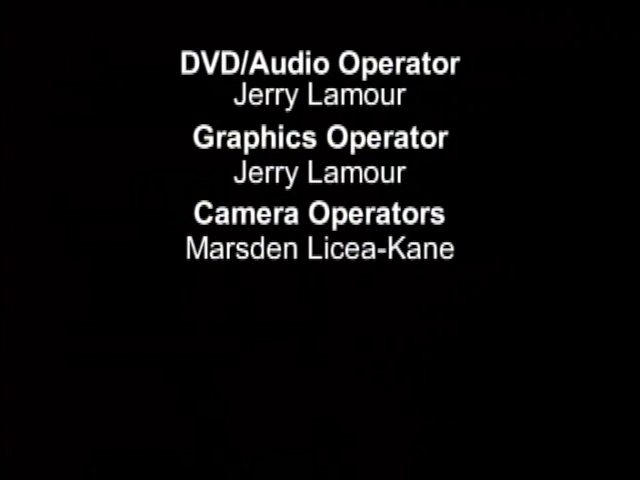 DVD/Audio Operator
Jerry Lamour
Graphics Operator
Jerry Lamour
Camera Operators
Marsden Licea-Kane